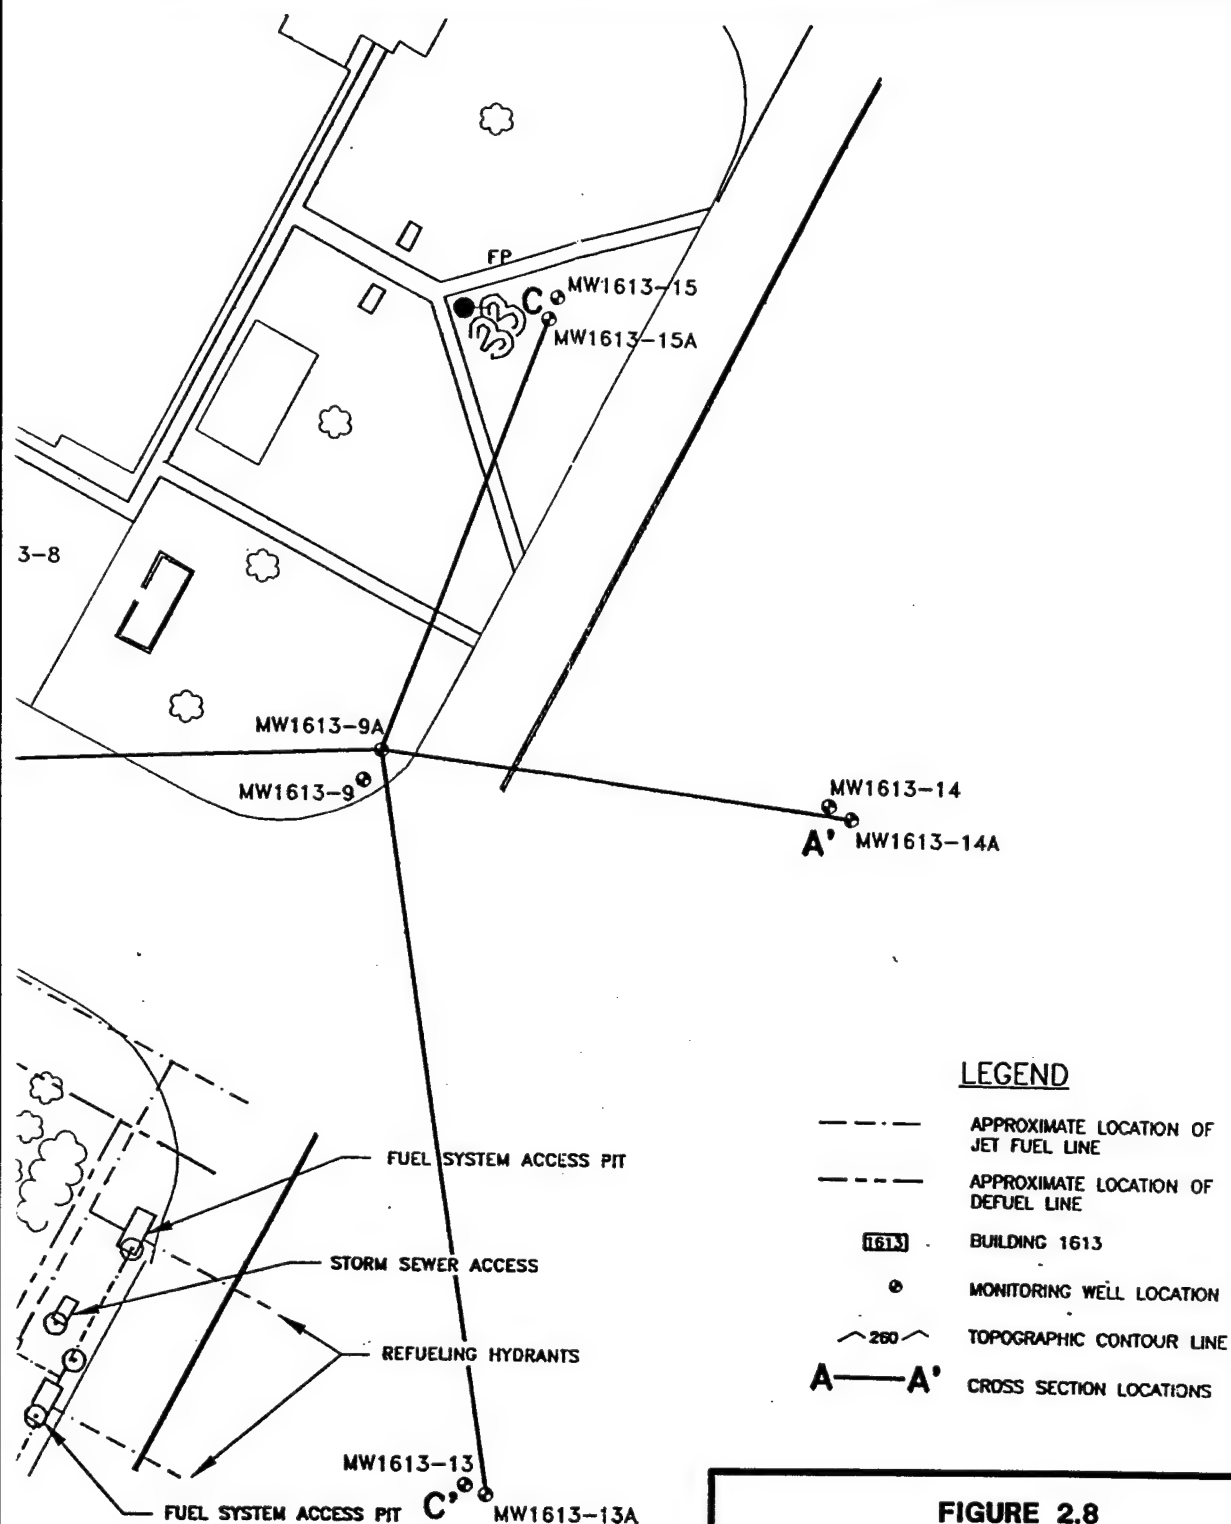 FP
C
MW1613-15
MW1613-15A
3-8
MW1613-9A
MW1613-9
MW1613-14
A' MW1613-14A
LEGEND
APPROXIMATE LOCATION OF
JET FUEL LINE
APPROXIMATE LOCATION OF
DEFUEL LINE
1613 BUILDING 1613
MONITORING WELL LOCATION
260 TOPOGRAPHIC CONTOUR LINE
A A' CROSS SECTION LOCATIONS
FUEL SYSTEM ACCESS PIT
STORM SEWER ACCESS
REFUELING HYDRANTS
MW1613-13
C' MW1613-13A
FUEL SYSTEM ACCESS PIT
FIGURE 2.8